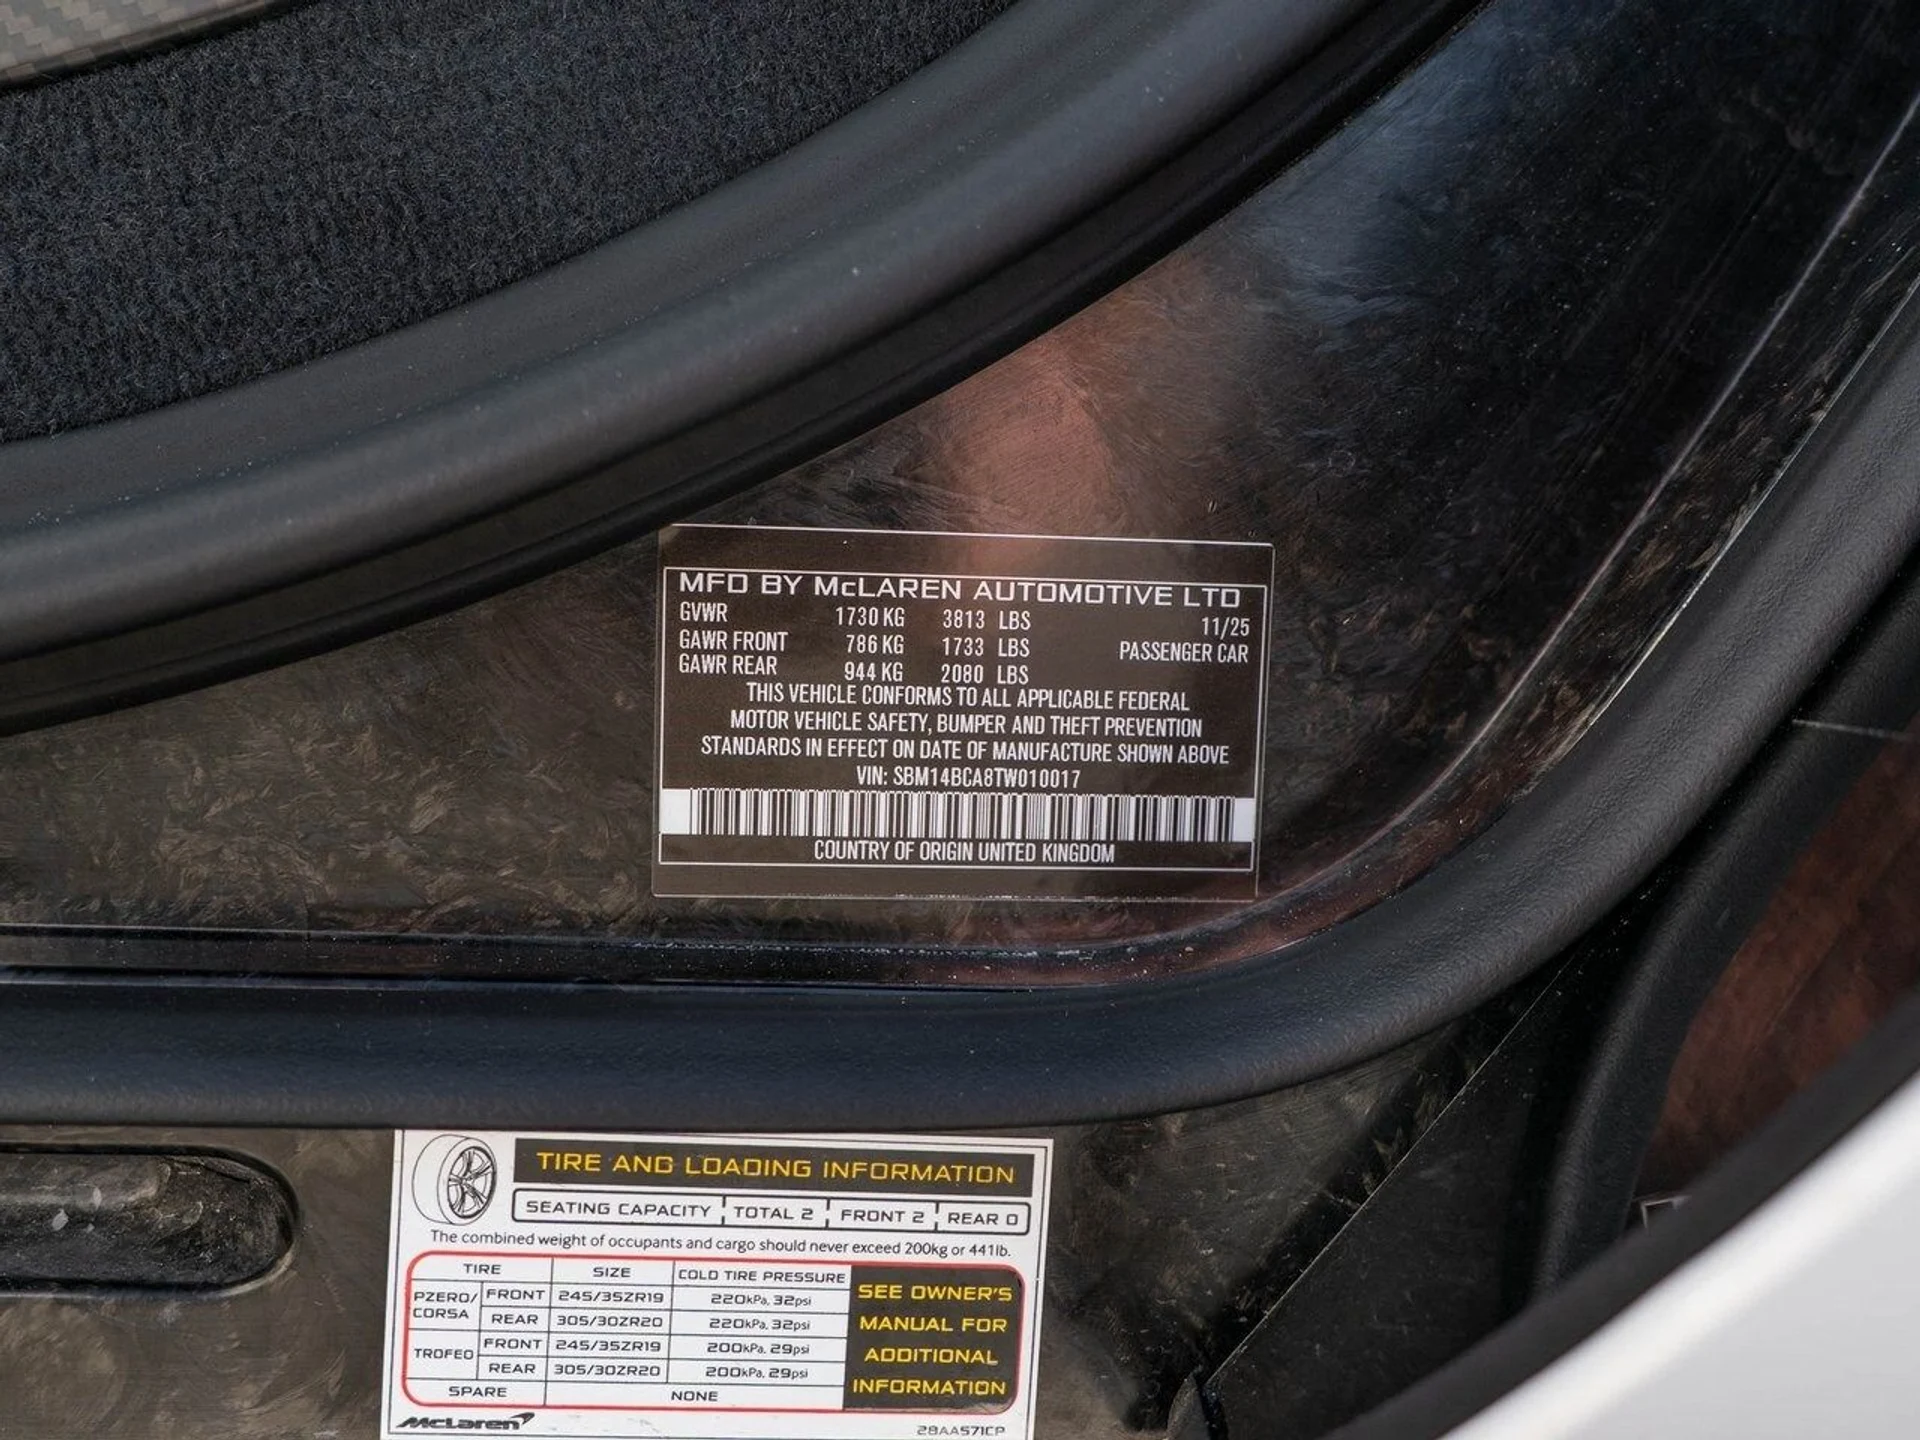 MFD BY McLAREN AUTOMOTIVE LTD
GVWR 1730 KG 3813 LBS 11/25
GAWR FRONT 786 KG 1733 LBS PASSENGER CAR
GAWR REAR 944 KG 2080 LBS
THIS VEHICLE CONFORMS TO ALL APPLICABLE FEDERAL
MOTOR VEHICLE SAFETY, BUMPER AND THEFT PREVENTION
STANDARDS IN EFFECT ON DATE OF MANUFACTURE SHOWN ABOVE
VIN: SBM14BCA8TW010017
COUNTRY OF ORIGIN UNITED KINGDOM
TIRE AND LOADING INFORMATION
SEATING CAPACITY TOTAL 2 FRONT 2 REAR 0
The combined weight of occupants and cargo should never exceed 200kg or 441lb.
TIRE SIZE COLD TIRE PRESSURE
PZERO/CORSA FRONT 245/35ZR19 220kPa, 32psi
REAR 305/30ZR20 220kPa, 32psi
TROFEO FRONT 245/35ZR19 200kPa, 29psi
REAR 305/30ZR20 200kPa, 29psi
SPARE NONE
SEE OWNER'S
MANUAL FOR
ADDITIONAL
INFORMATION
McLaren 28AA571CP